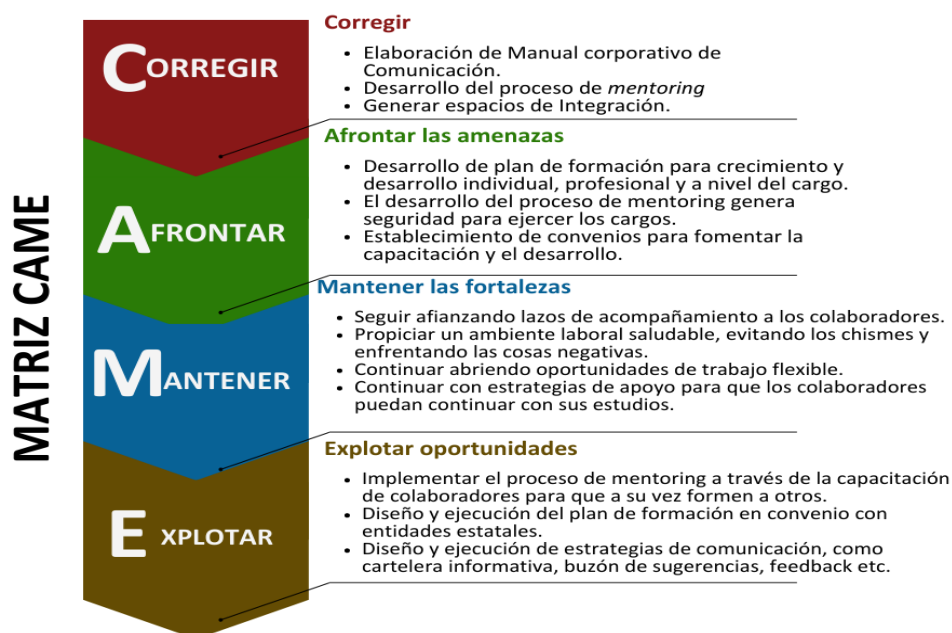 MATRIZ CAME
CORREGIR
Corregir
• Elaboración de Manual corporativo de
Comunicación.
• Desarrollo del proceso de mentoring
• Generar espacios de Integración.
AFRONTAR
Afrontar las amenazas
• Desarrollo de plan de formación para crecimiento y
desarrollo individual, profesional y a nivel del cargo.
• El desarrollo del proceso de mentoring genera
seguridad para ejercer los cargos.
• Establecimiento de convenios para fomentar la
capacitación y el desarrollo.
MANTENER
Mantener las fortalezas
• Seguir afianzando lazos de acompañamiento a los colaboradores.
• Propiciar un ambiente laboral saludable, evitando los chismes y
enfrentando las cosas negativas.
• Continuar abriendo oportunidades de trabajo flexible.
• Continuar con estrategias de apoyo para que los colaboradores
puedan continuar con sus estudios.
E XPLOTAR
Explotar oportunidades
• Implementar el proceso de mentoring a través de la capacitación
de colaboradores para que a su vez formen a otros.
• Diseño y ejecución del plan de formación en convenio con
entidades estatales.
• Diseño y ejecución de estrategias de comunicación, como
cartelera informativa, buzón de sugerencias, feedback etc.